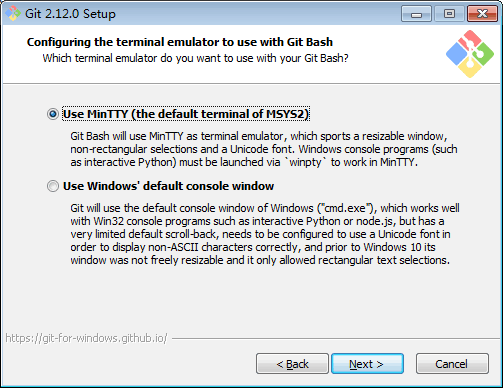 Git 2.12.0 Setup
Configuring the terminal emulator to use with Git Bash
Which terminal emulator do you want to use with your Git Bash?
Use MinTTY (the default terminal of MSYS2)
Git Bash will use MinTTY as terminal emulator, which sports a resizable window,
non-rectangular selections and a Unicode font. Windows console programs (such
as interactive Python) must be launched via `winpty` to work in MinTTY.
Use Windows' default console window
Git will use the default console window of Windows ("cmd.exe"), which works well
with Win32 console programs such as interactive Python or node.js, but has a
very limited default scroll-back, needs to be configured to use a Unicode font in
order to display non-ASCII characters correctly, and prior to Windows 10 its
window was not freely resizable and it only allowed rectangular text selections.
https://git-for-windows.github.io/
< Back
Next >
Cancel